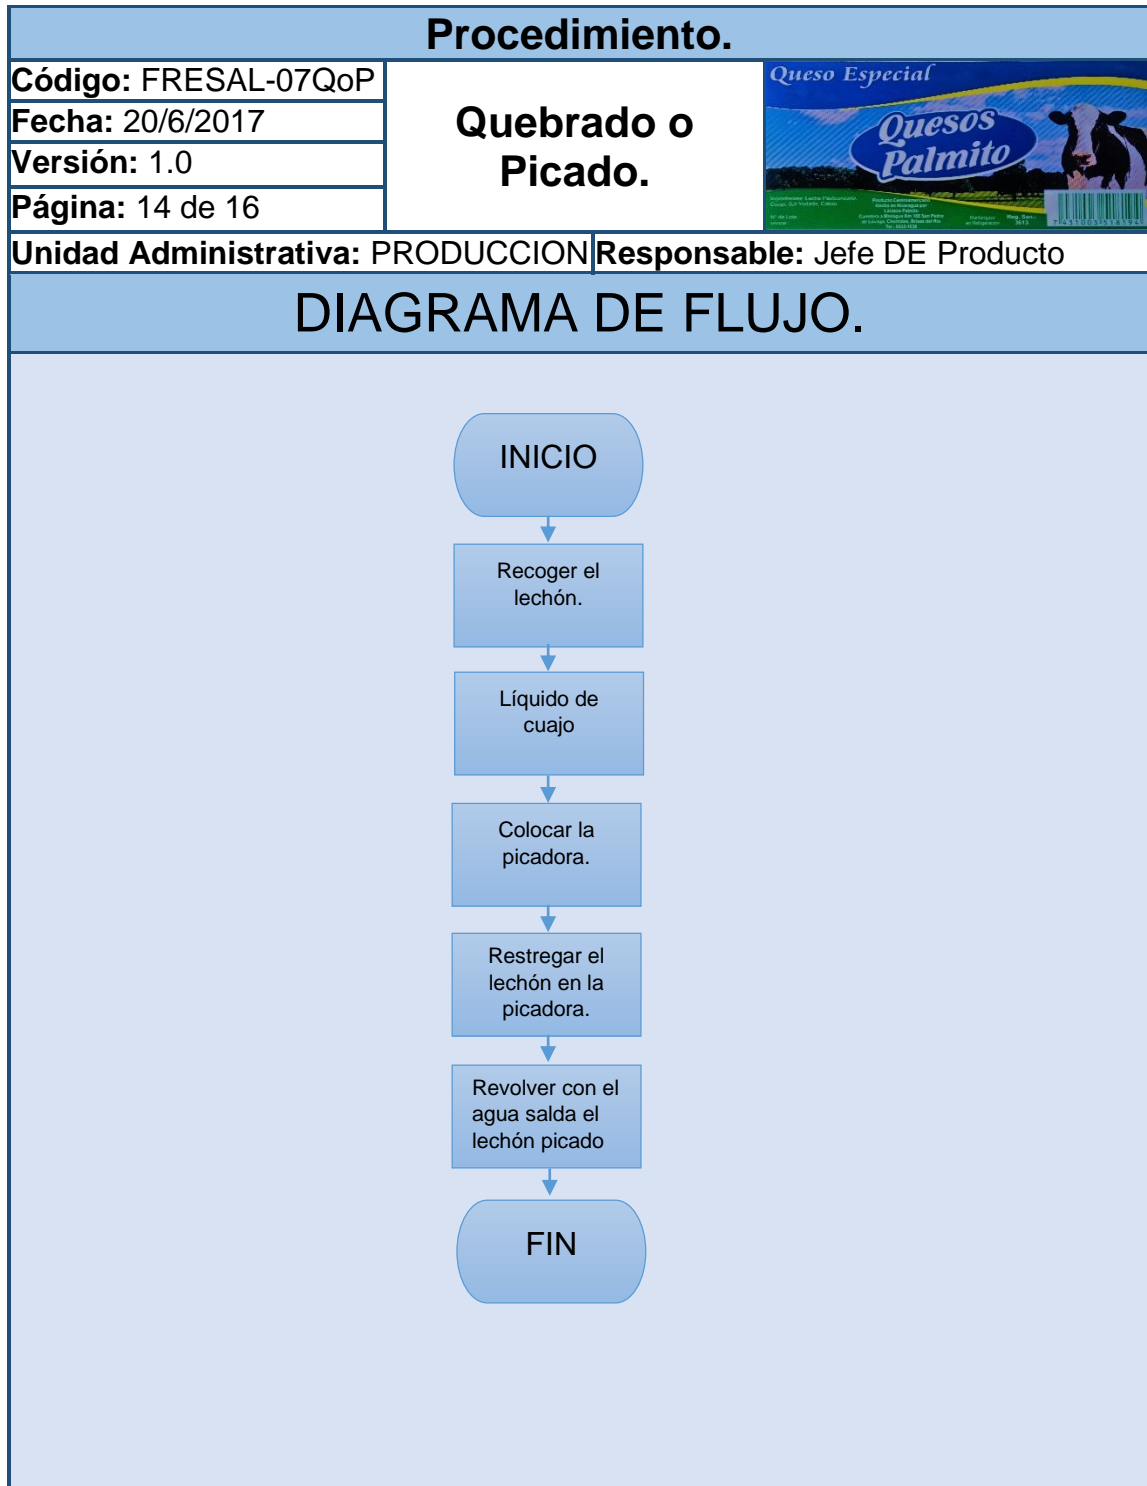 Procedimiento.
Código: FRESAL-07QoP
Fecha: 20/6/2017
Versión: 1.0
Página: 14 de 16
Quebrado o
Picado.
Queso Especial
Quesos
Palmito
Unidad Administrativa: PRODUCCION
Responsable: Jefe DE Producto
DIAGRAMA DE FLUJO.
INICIO
Recoger el
lechón.
Líquido de
cuajo
Colocar la
picadora.
Restregar el
lechón en la
picadora.
Revolver con el
agua salda el
lechón picado
FIN